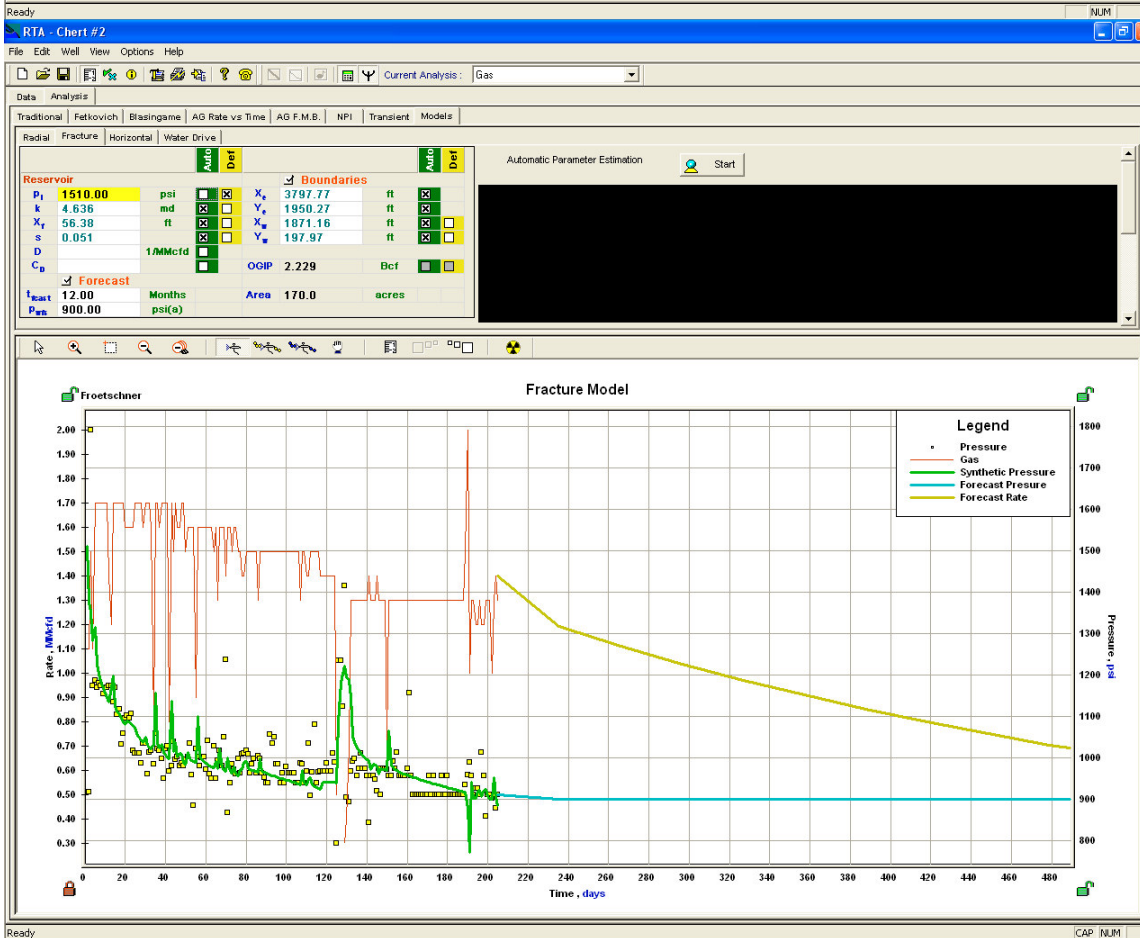 Ready NUM
RTA - Chert #2
File Edit Well View Options Help
Current Analysis : Gas
Data Analysis
Traditional Fetkovich Blasingame AG Rate vs Time AG F.M.B. NPI Transient Models
Radial Fracture Horizontal Water Drive
Auto Def Auto Def
Automatic Parameter Estimation Start
Reservoir Boundaries
pi 1510.00 psi Xe 3797.77 ft
k 4.636 md Ye 1950.27 ft
Xf 56.38 ft Xw 1871.16 ft
s 0.051 Yw 197.97 ft
D 1/MMcfd
CD OGIP 2.229 Bcf
Forecast
tfcast 12.00 Months Area 170.0 acres
pwfs 900.00 psi(a)
Froetschner
Fracture Model
Legend
Pressure
Gas
Synthetic Pressure
Forecast Presure
Forecast Rate
2.00
1.90
1.80
1.70
1.60
1.50
1.40
1.30
1.20
1.10
1.00
0.90
0.80
0.70
0.60
0.50
0.40
0.30
Rate , MMcfd
1800
1700
1600
1500
1400
1300
1200
1100
1000
900
800
Pressure , psi
0 20 40 60 80 100 120 140 160 180 200 220 240 260 280 300 320 340 360 380 400 420 440 460 480
Time , days
Ready CAP NUM